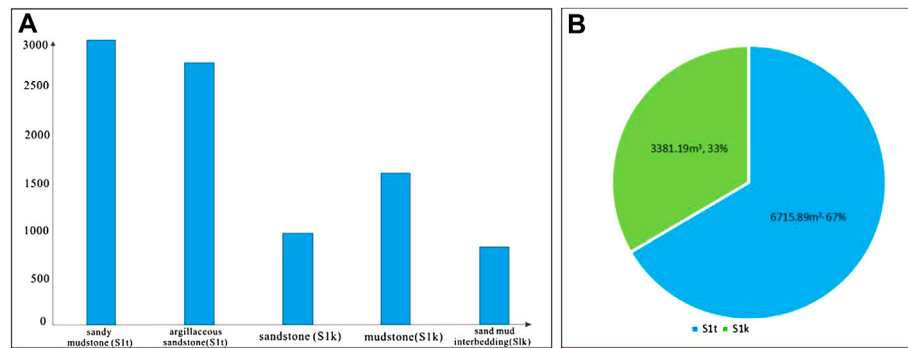 A
3000
2500
2000
1500
1000
500
0
sandy
mudstone (S1t)
argillaceous
sandstone(S1t)
sandstone (S1k)
mudstone(S1k)
sand mud
interbedding(Slk)
B
3381.19m³, 33%
6715.89m³, 67%
S1t S1k